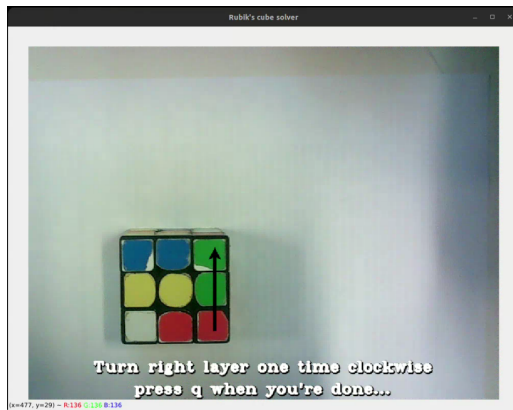 Rubik's cube solver
Turn right layer one time clockwise
press q when you're done...
(x=477, y=29) ~ R:136 G:136 B:136